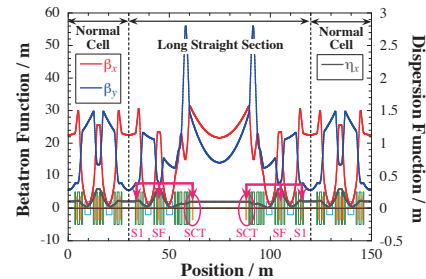 60
50
40
30
20
10
0
-10
Betatron Function / m
3
2.5
2
1.5
1
0.5
0
-0.5
Dispersion Function / m
Normal
Cell
Long Straight Section
Normal
Cell
βx
βy
ηx
S1 SF SCT SCT SF S1
0 50 100 150
Position / m